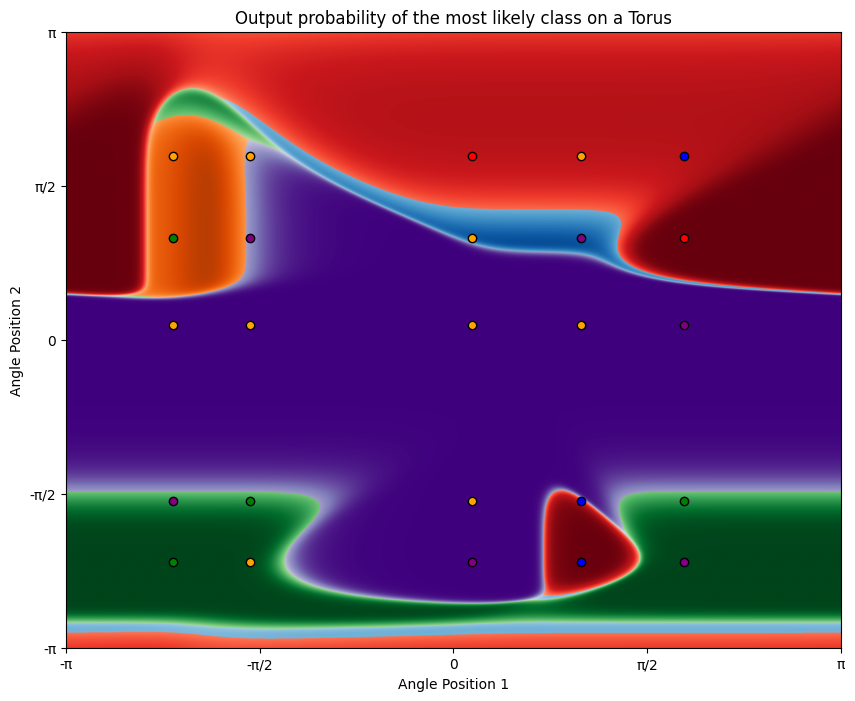 Output probability of the most likely class on a Torus
π
π/2
0
-π/2
-π
Angle Position 2
-π
-π/2
0
π/2
π
Angle Position 1